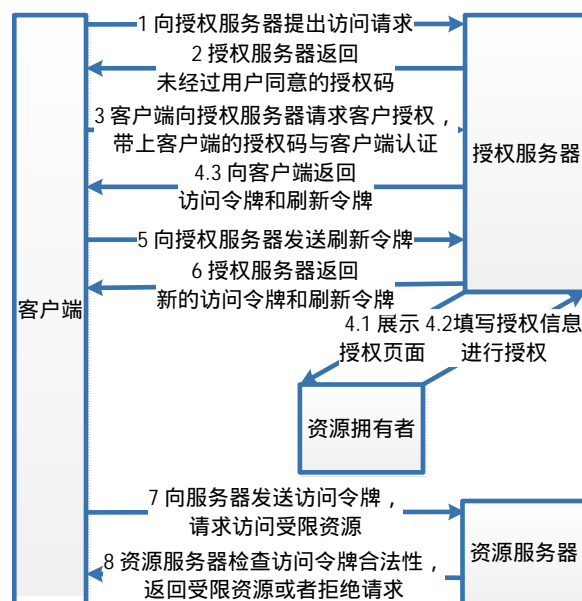 1 向授权服务器提出访问请求
2 授权服务器返回
未经过用户同意的授权码
3 客户端向授权服务器请求客户授权，
带上客户端的授权码与客户端认证
授权服务器
4.3 向客户端返回
访问令牌和刷新令牌
5 向授权服务器发送刷新令牌
6 授权服务器返回
新的访问令牌和刷新令牌
客户端
4.1 展示
授权页面
4.2填写授权信息
进行授权
资源拥有者
7 向服务器发送访问令牌，
请求访问受限资源
资源服务器
8 资源服务器检查访问令牌合法性，
返回受限资源或者拒绝请求